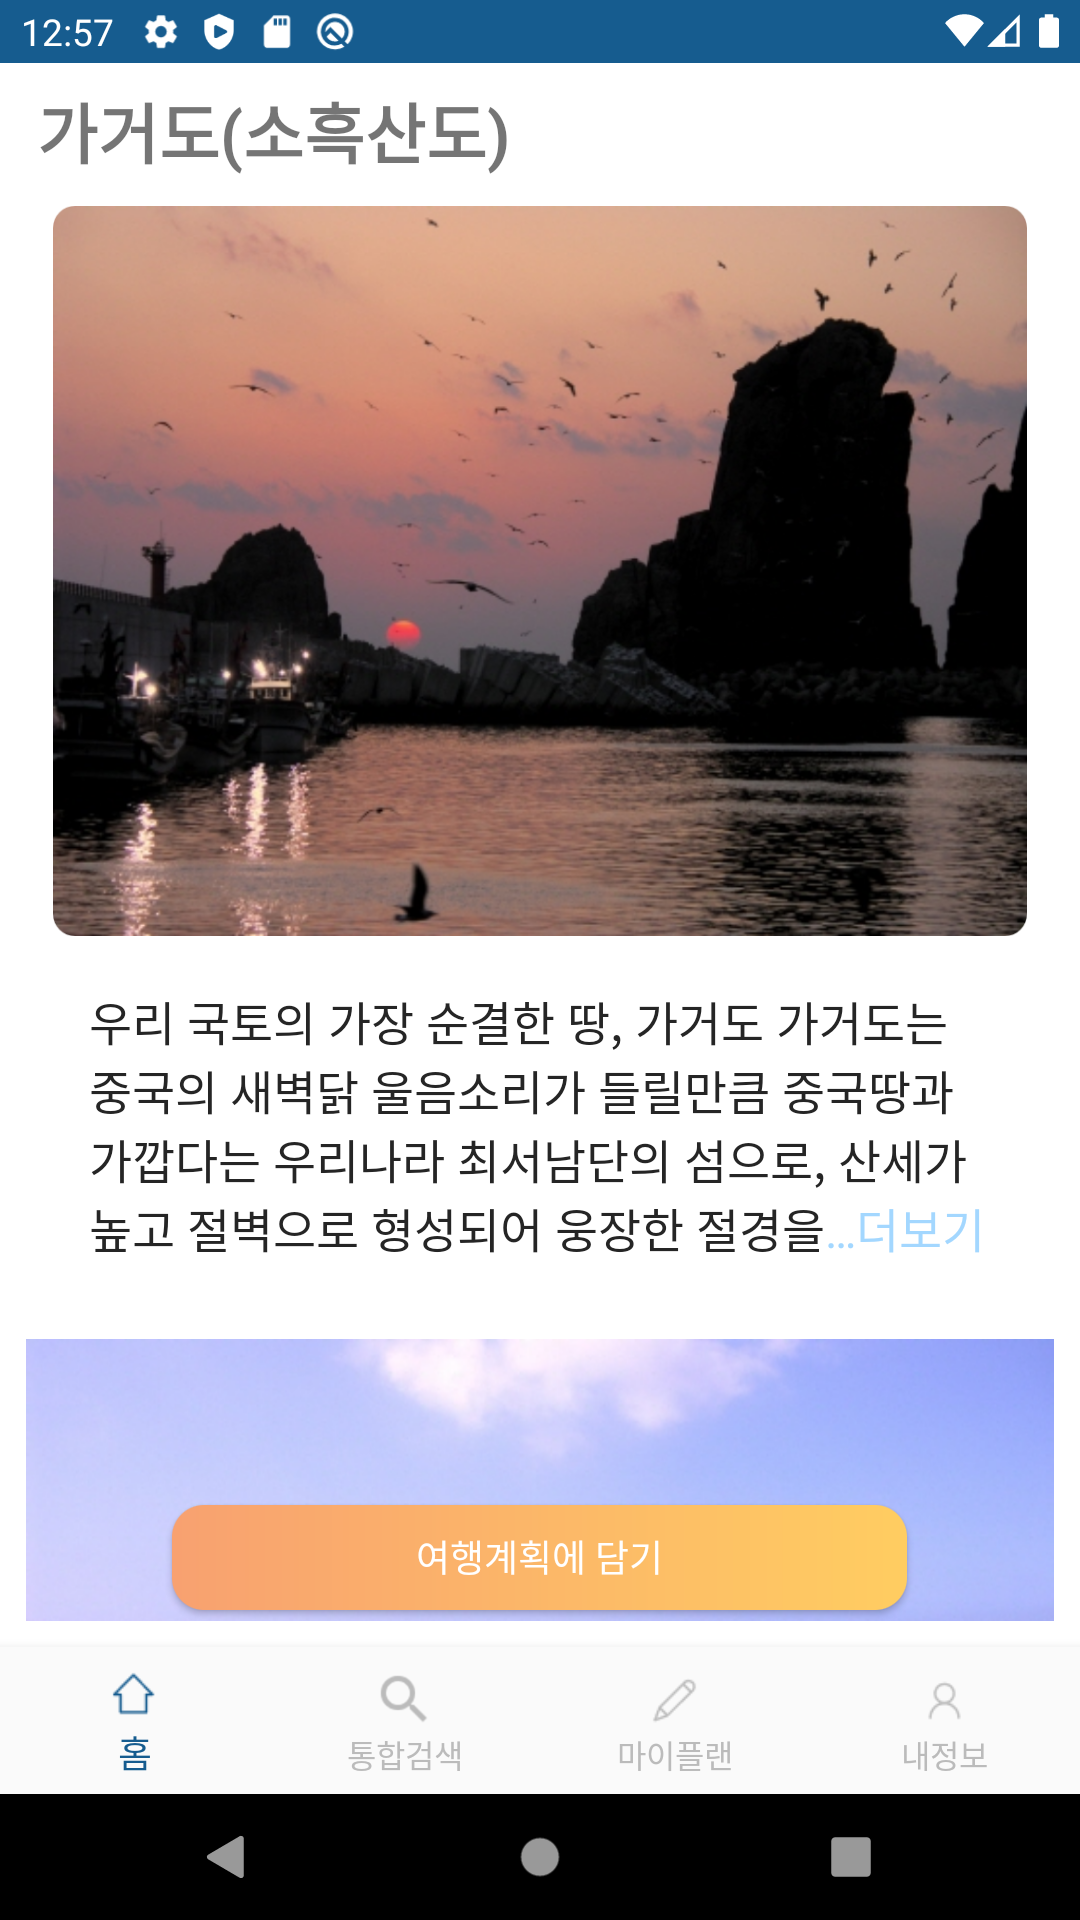 12:57
가거도(소흑산도)
우리 국토의 가장 순결한 땅, 가거도 가거도는
중국의 새벽닭 울음소리가 들릴만큼 중국땅과
가깝다는 우리나라 최서남단의 섬으로, 산세가
높고 절벽으로 형성되어 웅장한 절경을...더보기
여행계획에 담기
홈 통합검색 마이플랜 내정보